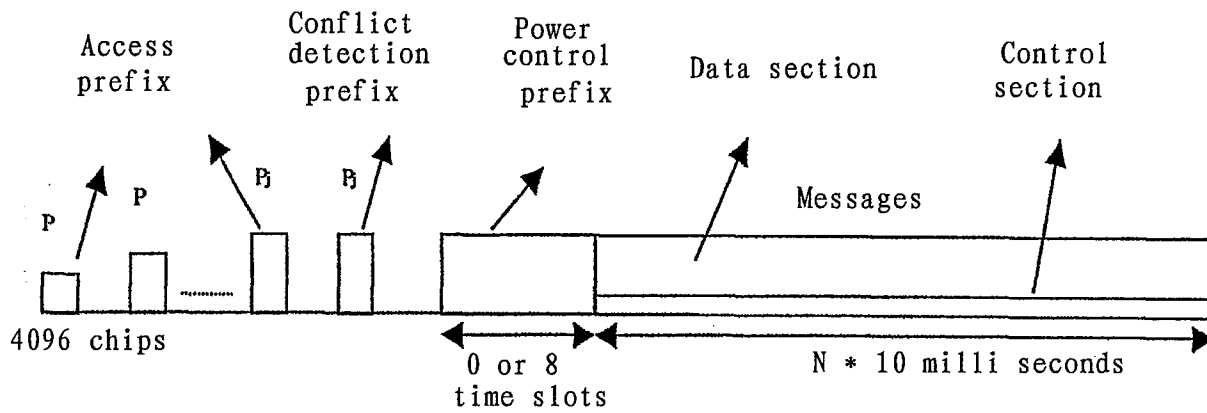 Access
prefix
Conflict
detection
prefix
Power
control
prefix
Data section
Control
section
P
P
Pj
Pj
Messages
4096 chips
0 or 8
time slots
N * 10 milli seconds